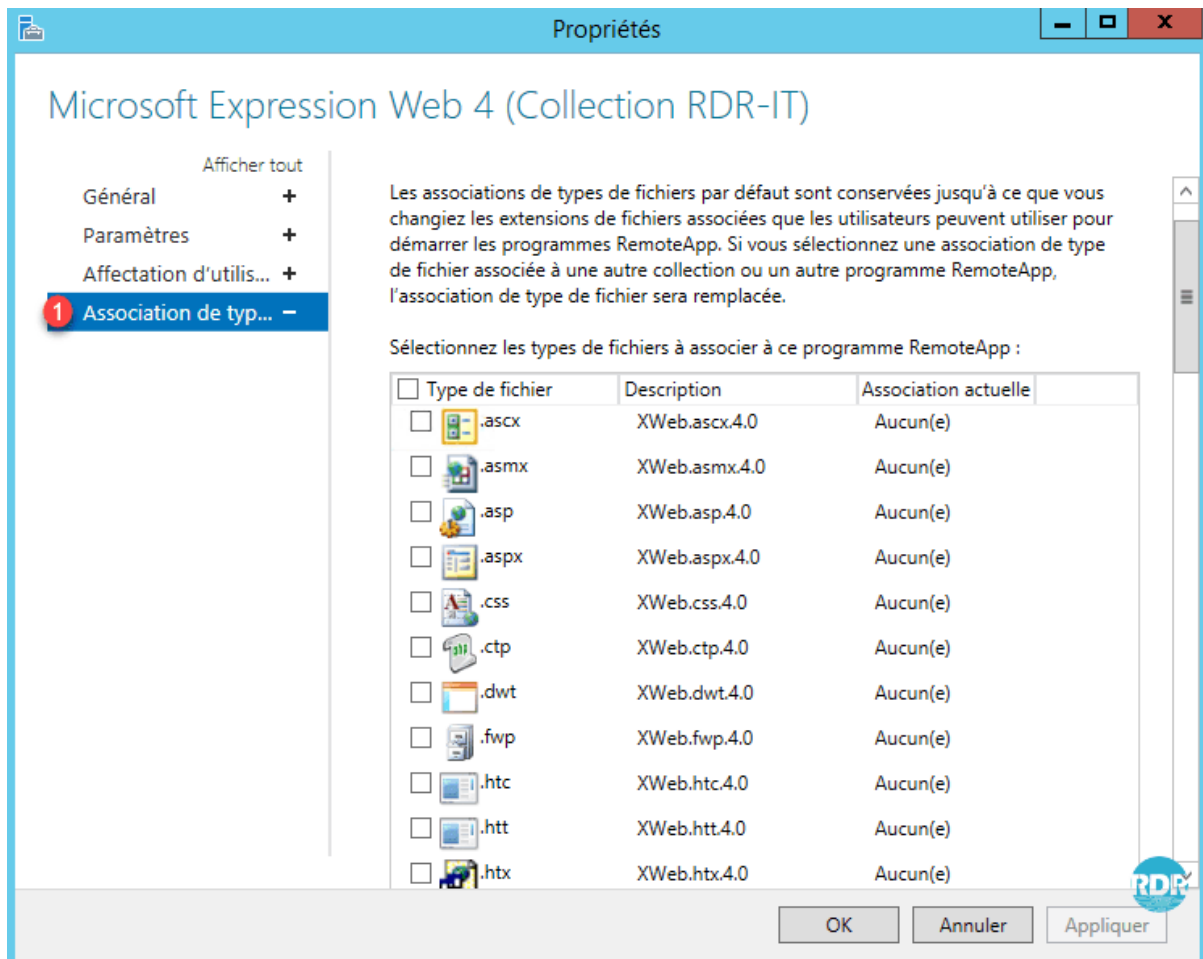 Propriétés
Microsoft Expression Web 4 (Collection RDR-IT)
Afficher tout
Général +
Paramètres +
Affectation d'utilis... +
1 Association de typ... −
Les associations de types de fichiers par défaut sont conservées jusqu'à ce que vous
changiez les extensions de fichiers associées que les utilisateurs peuvent utiliser pour
démarrer les programmes RemoteApp. Si vous sélectionnez une association de type
de fichier associée à une autre collection ou un autre programme RemoteApp,
l'association de type de fichier sera remplacée.
Sélectionnez les types de fichiers à associer à ce programme RemoteApp :
Type de fichier Description Association actuelle
.ascx XWeb.ascx.4.0 Aucun(e)
.asmx XWeb.asmx.4.0 Aucun(e)
.asp XWeb.asp.4.0 Aucun(e)
.aspx XWeb.aspx.4.0 Aucun(e)
.css XWeb.css.4.0 Aucun(e)
.ctp XWeb.ctp.4.0 Aucun(e)
.dwt XWeb.dwt.4.0 Aucun(e)
.fwp XWeb.fwp.4.0 Aucun(e)
.htc XWeb.htc.4.0 Aucun(e)
.htt XWeb.htt.4.0 Aucun(e)
.htx XWeb.htx.4.0 Aucun(e)
RDR
OK Annuler Appliquer